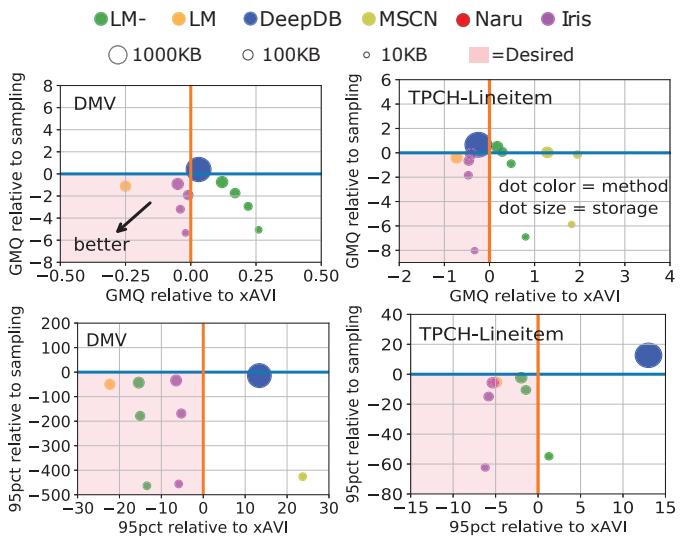 LM- LM DeepDB MSCN Naru Iris
1000KB 100KB 10KB =Desired
GMQ relative to sampling
8
6
4
2
0
−2
−4
−6
−8
DMV
better
−0.50 −0.25 0.00 0.25 0.50
GMQ relative to xAVI
GMQ relative to sampling
6
4
2
0
−2
−4
−6
−8
TPCH-Lineitem
dot color = method
dot size = storage
−2 −1 0 1 2 3 4
GMQ relative to xAVI
95pct relative to sampling
200
100
0
−100
−200
−300
−400
−500
DMV
−30 −20 −10 0 10 20 30
95pct relative to xAVI
95pct relative to sampling
40
20
0
−20
−40
−60
−80
TPCH-Lineitem
−15 −10 −5 0 5 10 15
95pct relative to xAVI